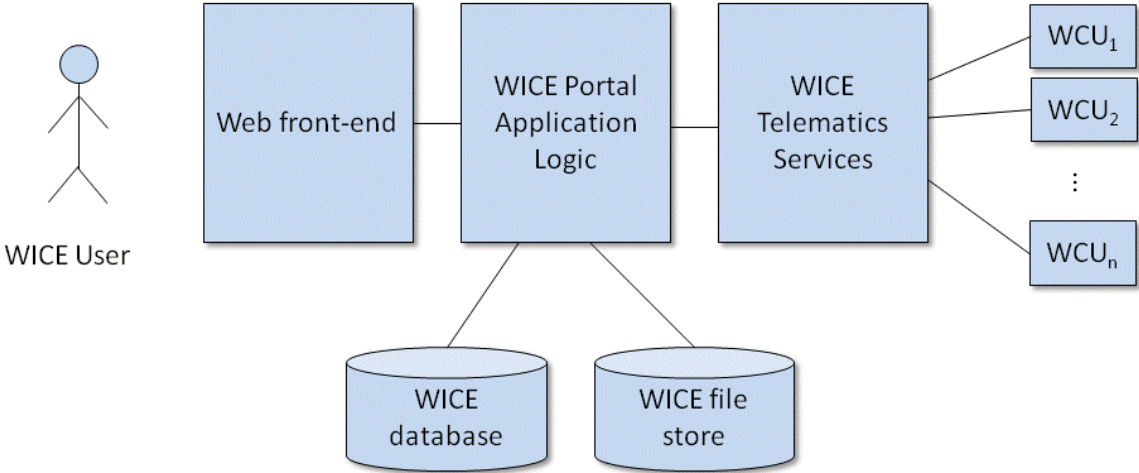 WICE User
Web front-end
WICE Portal
Application
Logic
WICE
Telematics
Services
WCU1
WCU2
⋮
WCUn
WICE
database
WICE file
store